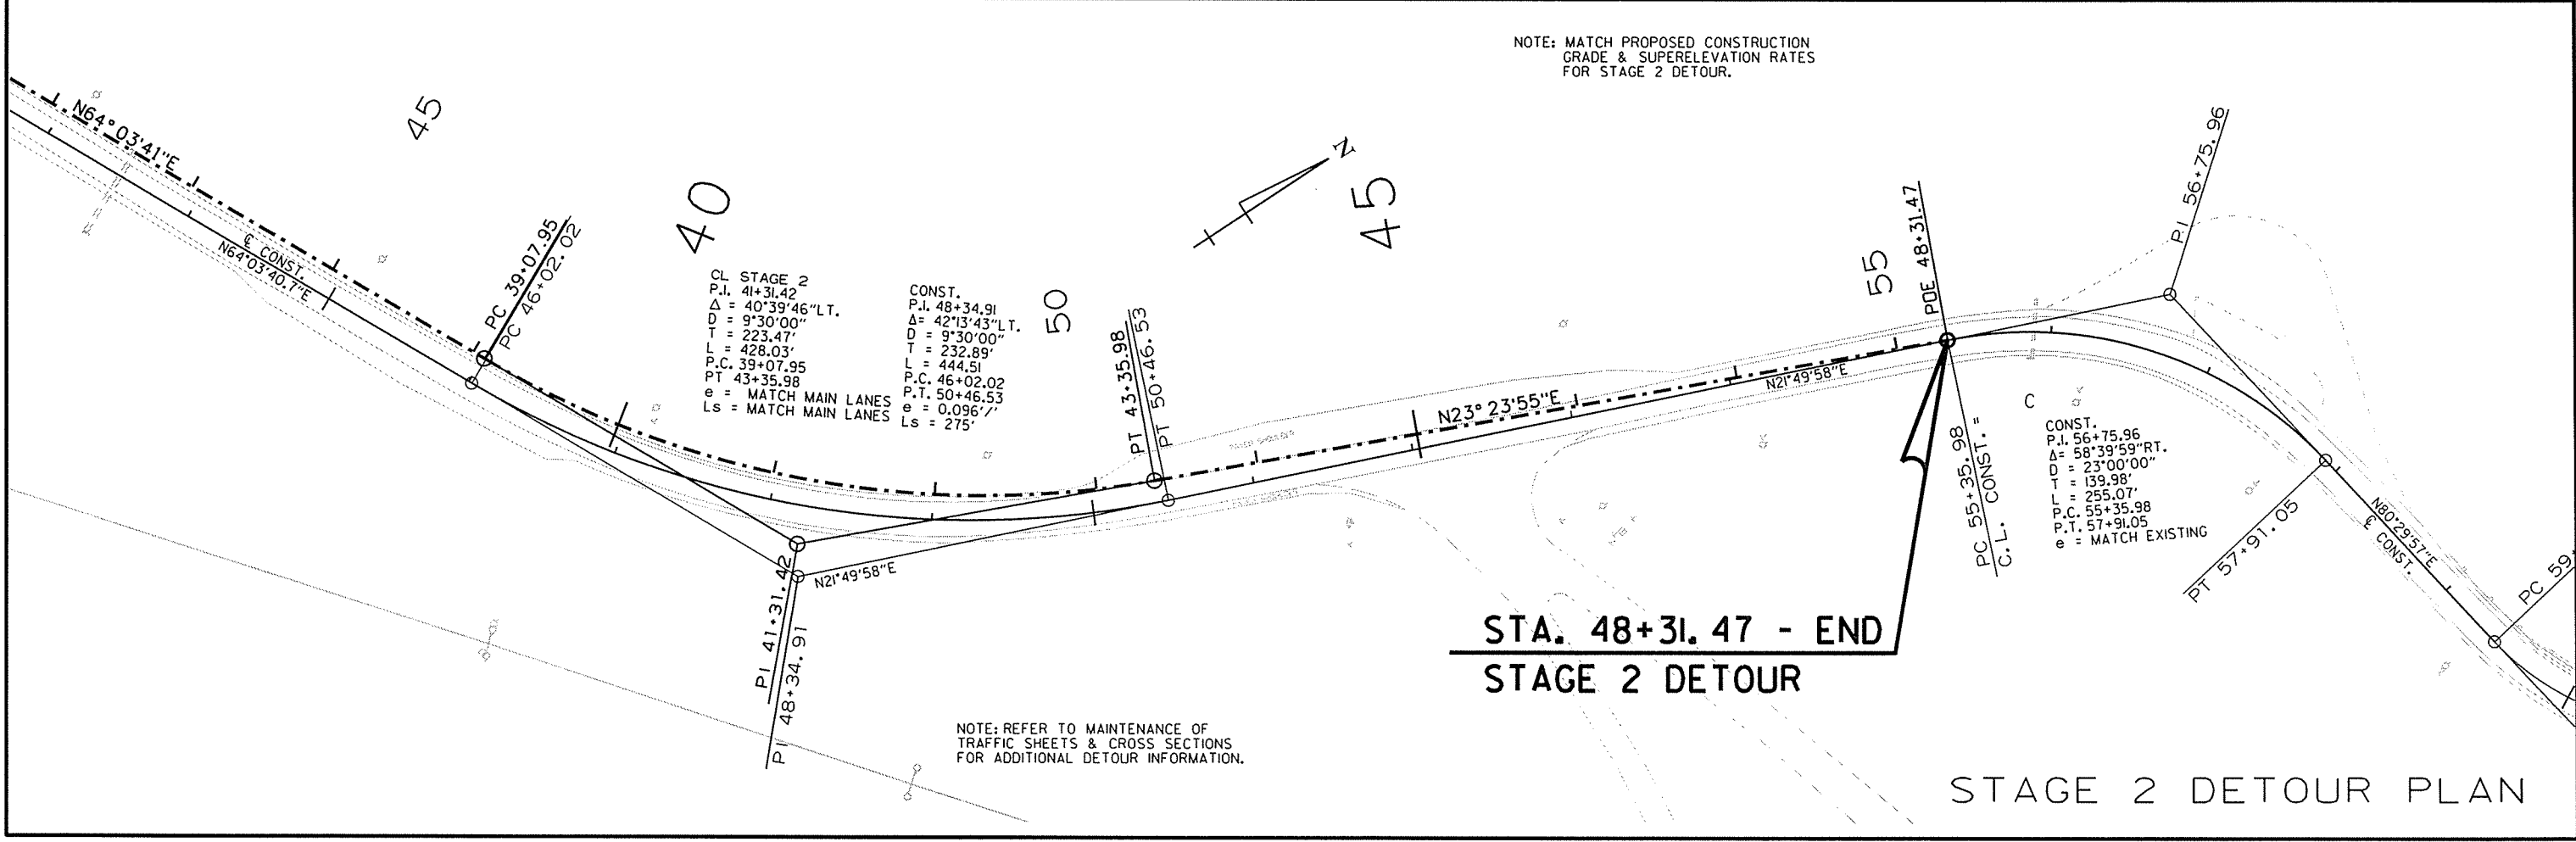 NOTE: MATCH PROPOSED CONSTRUCTION
GRADE & SUPERELEVATION RATES
FOR STAGE 2 DETOUR.
N64°03'41"E
45
℄ CONST.
N64°03'40.7"E
PC 39+07.95
PC 46+02.02
40
CL STAGE 2
P.I. 41+31.42
Δ = 40°39'46"LT.
D = 9°30'00"
T = 223.47'
L = 428.03'
P.C. 39+07.95
PT 43+35.98
e = MATCH MAIN LANES
Ls = MATCH MAIN LANES
CONST.
P.I. 48+34.91
Δ= 42°13'43"LT.
D = 9°30'00"
T = 232.89'
L = 444.51
P.C. 46+02.02
P.T. 50+46.53
e = 0.096'/'
Ls = 275'
50
PT 43+35.98
PT 50+46.53
N
45
N23°23'55"E
N21°49'58"E
55
POE 48+31.47
P.I 56+75.96
PC 55+35.98
C.L. CONST. =
C
CONST.
P.I. 56+75.96
Δ= 58°39'59"RT.
D = 23°00'00"
T = 139.98'
L = 255.07'
P.C. 55+35.98
P.T. 57+91.05
e = MATCH EXISTING
PT 57+91.05
N80°29'57"E
℄ CONST.
PC 59
N21°49'58"E
PI 41+31.42
PI 48+34.91
STA. 48+31.47 - END
STAGE 2 DETOUR
NOTE: REFER TO MAINTENANCE OF
TRAFFIC SHEETS & CROSS SECTIONS
FOR ADDITIONAL DETOUR INFORMATION.
STAGE 2 DETOUR PLAN